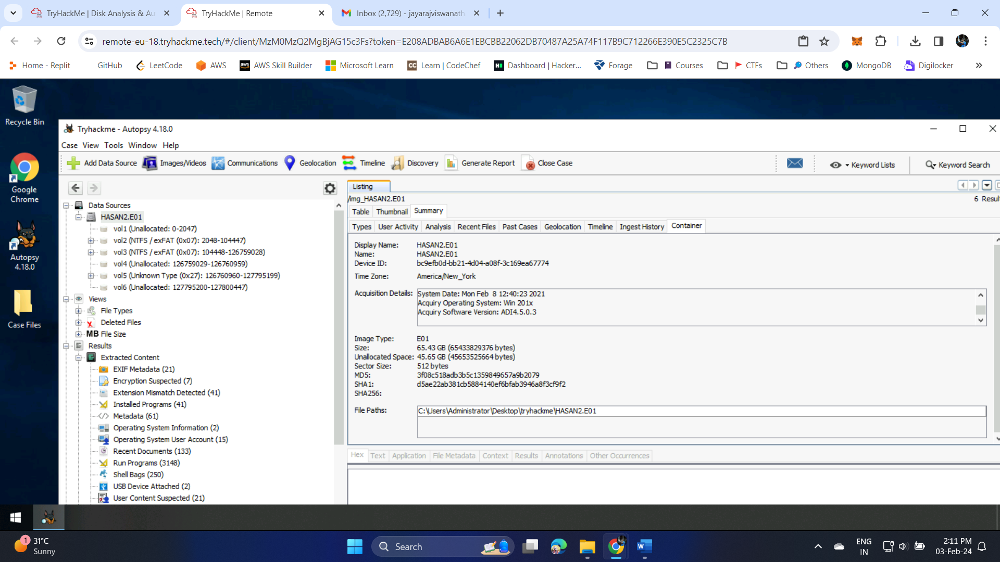 TryHackMe | Disk Analysis & Au
TryHackMe | Remote
Inbox (2,729) - jayarajviswanath
remote-eu-18.tryhackme.tech/#/client/MzM0MzQ2MgBjAG15c3Fs?token=E208ADBAB6A6E1EBCBB22062DB70487A25A74F117B9C712266E390E5C2325C7B
Home - Replit
GitHub
LeetCode
AWS
aws
AWS Skill Builder
Microsoft Learn
CC
Learn | CodeChef
Dashboard | Hacker...
Forage
Courses
CTFs
Others
MongoDB
Digilocker
Recycle Bin
Google
Chrome
Autopsy
4.18.0
Case Files
Tryhackme - Autopsy 4.18.0
Case View Tools Window Help
Add Data Source
Images/Videos
Communications
Geolocation
Timeline
Discovery
Generate Report
Close Case
Keyword Lists
Keyword Search
Data Sources
HASAN2.E01
vol1 (Unallocated: 0-2047)
vol2 (NTFS / exFAT (0x07): 2048-104447)
vol3 (NTFS / exFAT (0x07): 104448-126759028)
vol4 (Unallocated: 126759029-126760959)
vol5 (Unknown Type (0x27): 126760960-127795199)
vol6 (Unallocated: 127795200-127800447)
Views
File Types
Deleted Files
MB File Size
Results
Extracted Content
EXIF Metadata (21)
Encryption Suspected (7)
Extension Mismatch Detected (41)
Installed Programs (41)
Metadata (61)
Operating System Information (2)
Operating System User Account (15)
Recent Documents (133)
Run Programs (3148)
Shell Bags (250)
USB Device Attached (2)
User Content Suspected (21)
Listing
/img_HASAN2.E01
6 Result
Table Thumbnail Summary
Types User Activity Analysis Recent Files Past Cases Geolocation Timeline Ingest History Container
Display Name: HASAN2.E01
Name: HASAN2.E01
Device ID: bc9efb0d-bb21-4d04-a08f-3c169ea67774
Time Zone: America/New_York
Acquisition Details: System Date: Mon Feb 8 12:40:23 2021
Acquiry Operating System: Win 201x
Acquiry Software Version: ADI4.5.0.3
Image Type: E01
Size: 65.43 GB (65433829376 bytes)
Unallocated Space: 45.65 GB (45653525664 bytes)
Sector Size: 512 bytes
MD5: 3f08c518adb3b5c1359849657a9b2079
SHA1: d5ae22ab381cb5884140ef6bfab3946a8f3cf9f2
SHA256:
File Paths: C:\Users\Administrator\Desktop\tryhackme\HASAN2.E01
Hex Text Application File Metadata Context Results Annotations Other Occurrences
1
31°C
Sunny
Search
ENG
IN
2:11 PM
03-Feb-24